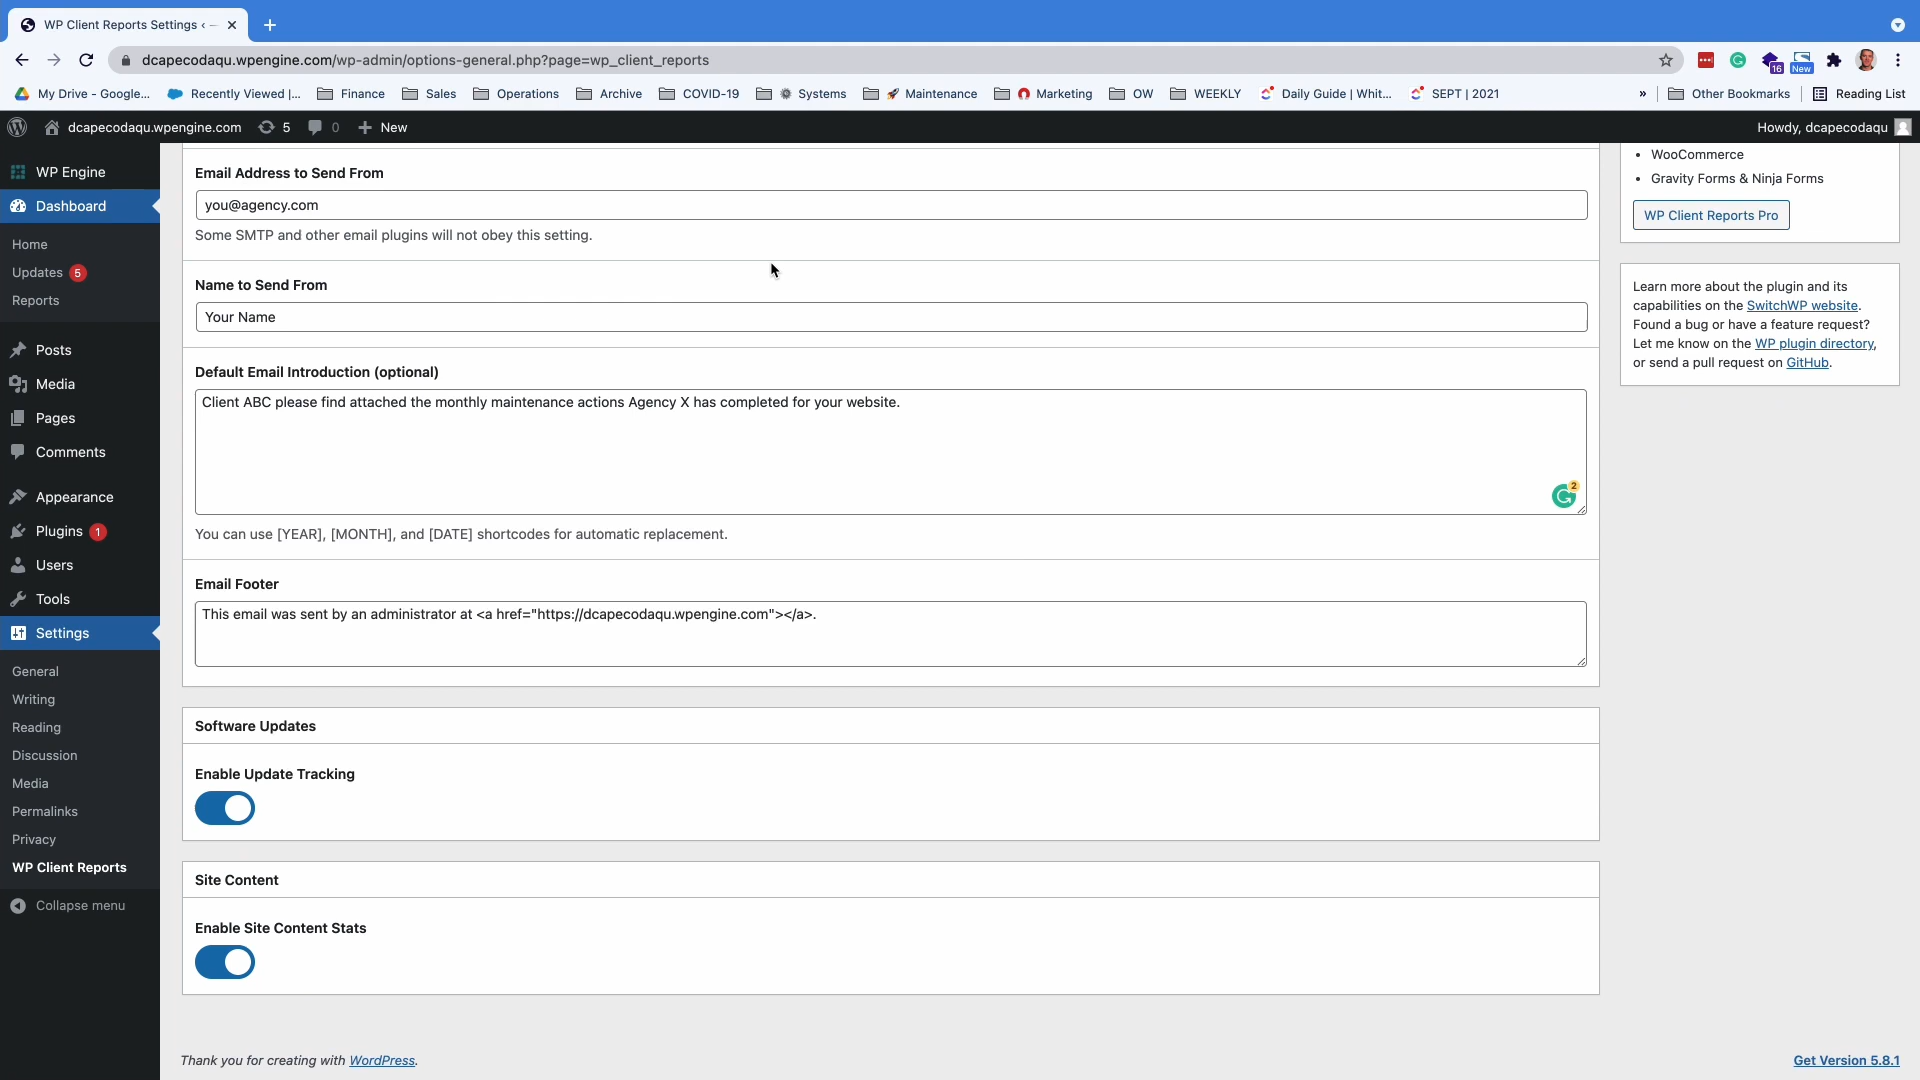 WP Client Reports Settings ‹ –
dcapecodaqu.wpengine.com/wp-admin/options-general.php?page=wp_client_reports
16
New
My Drive - Google...
Recently Viewed |...
Finance
Sales
Operations
Archive
COVID-19
Systems
Maintenance
Marketing
OW
WEEKLY
Daily Guide | Whit...
SEPT | 2021
»
Other Bookmarks
Reading List
dcapecodaqu.wpengine.com
5
0
New
Howdy, dcapecodaqu
WP Engine
Dashboard
Home
Updates 5
Reports
Posts
Media
Pages
Comments
Appearance
Plugins 1
Users
Tools
Settings
General
Writing
Reading
Discussion
Media
Permalinks
Privacy
WP Client Reports
Collapse menu
Email Address to Send From
you@agency.com
Some SMTP and other email plugins will not obey this setting.
Name to Send From
Your Name
Default Email Introduction (optional)
Client ABC please find attached the monthly maintenance actions Agency X has completed for your website.
2
You can use [YEAR], [MONTH], and [DATE] shortcodes for automatic replacement.
Email Footer
This email was sent by an administrator at <a href="https://dcapecodaqu.wpengine.com"></a>.
Software Updates
Enable Update Tracking
Site Content
Enable Site Content Stats
WooCommerce
Gravity Forms & Ninja Forms
WP Client Reports Pro
Learn more about the plugin and its
capabilities on the SwitchWP website.
Found a bug or have a feature request?
Let me know on the WP plugin directory,
or send a pull request on GitHub.
Thank you for creating with WordPress.
Get Version 5.8.1